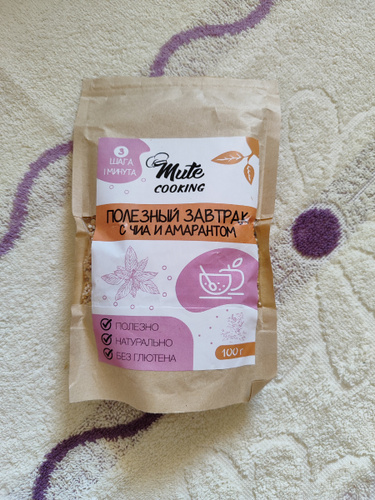 3
ШАГА
1 МИНУТА
Mute
COOKING
ПОЛЕЗНЫЙ ЗАВТРАК
С ЧИА И АМАРАНТОМ
ПОЛЕЗНО
НАТУРАЛЬНО
БЕЗ ГЛЮТЕНА
100 г